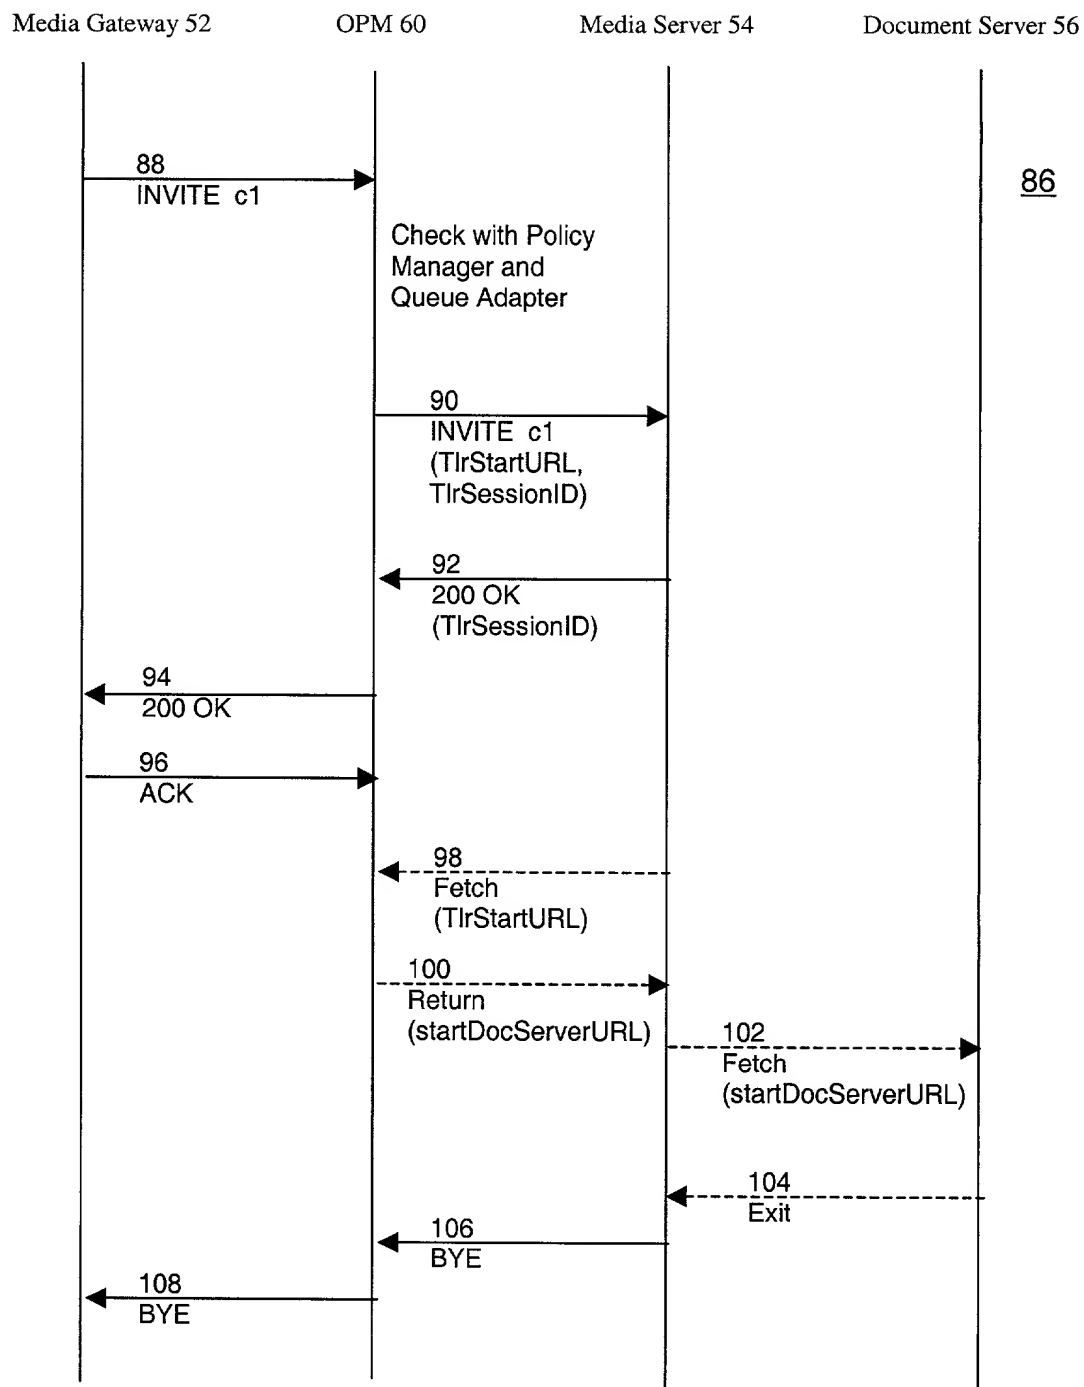 Media Gateway 52 OPM 60 Media Server 54 Document Server 56
88
INVITE c1
86
Check with Policy
Manager and
Queue Adapter
90
INVITE c1
(TlrStartURL,
TlrSessionID)
92
200 OK
(TlrSessionID)
94
200 OK
96
ACK
98
Fetch
(TlrStartURL)
100
Return
(startDocServerURL)
102
Fetch
(startDocServerURL)
104
Exit
106
BYE
108
BYE